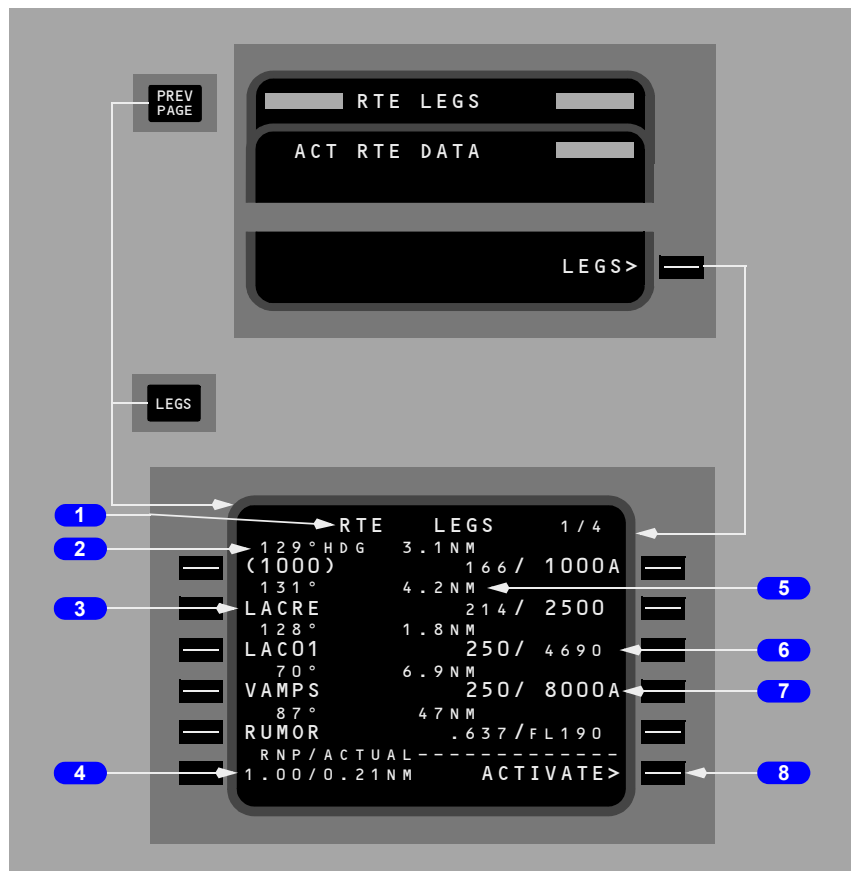 PREV
PAGE
RTE LEGS
ACT RTE DATA
LEGS>
LEGS
1
RTE LEGS 1/4
2
129°HDG 3.1NM
(1000) 166/ 1000A
131° 4.2NM
5
3
LACRE 214/ 2500
128° 1.8NM
LACO1 250/ 4690
6
70° 6.9NM
VAMPS 250/ 8000A
7
87° 47NM
RUMOR .637/FL190
RNP/ACTUAL--------------
4
1.00/0.21NM ACTIVATE>
8